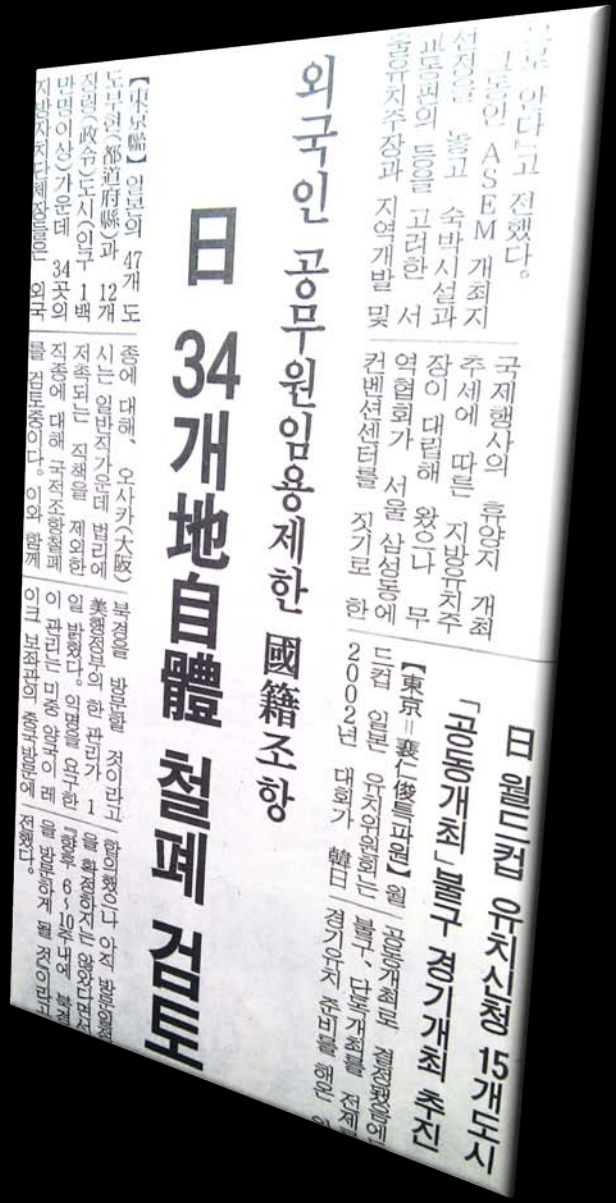 모도 안다」고 전했다.
그동안 ASEM 개최지
선정을 놓고 숙박시설과
교통편의 등을 고려한 서
울유치주장과 지역개발 및
국제행사의 휴양지 개최
추세에 따른 지방유치주
장이 대립해 왔으나 무
역협회가 서울 삼성동에
컨벤션센터를 짓기로 한
日 월드컵 유치신청 15개도시
「공동개최」불구 경기개최 추진
【東京=裵仁俊특파원】 월
드컵 일본 유치위원회는
2002년 대회가 韓日
공동개최로 결정됐음에
불구、단독개최를 전제
경기유치 준비를 해온
외국인 공무원임용제한 國籍조항
日 34개地自體 철폐 검토
일본의 47개 도
도부현(都道府縣)과 12개
정령(政令)도시(인구 1백
만명이상)가운데 34곳의
지방자치단체장들은 외국
종에 대해、오사카(大阪)
시는 일반직가운데 법리에
저촉되는 직책을 제외한
직종에 대해 국적조항철폐
를 검토중이다. 이와 함께
북경을 방문할 것이라고
美행정부의 한 관리가 1
일 밝혔다. 익명을 요구한
이 관리는 미중 양국이 레
이크 보좌관의 중국방문에
합의했으나 아직 방문일정
을 확정하지는 않았다면서
「향후 6~10주내에 북경
을 방문하게 될 것이라고
전했다.